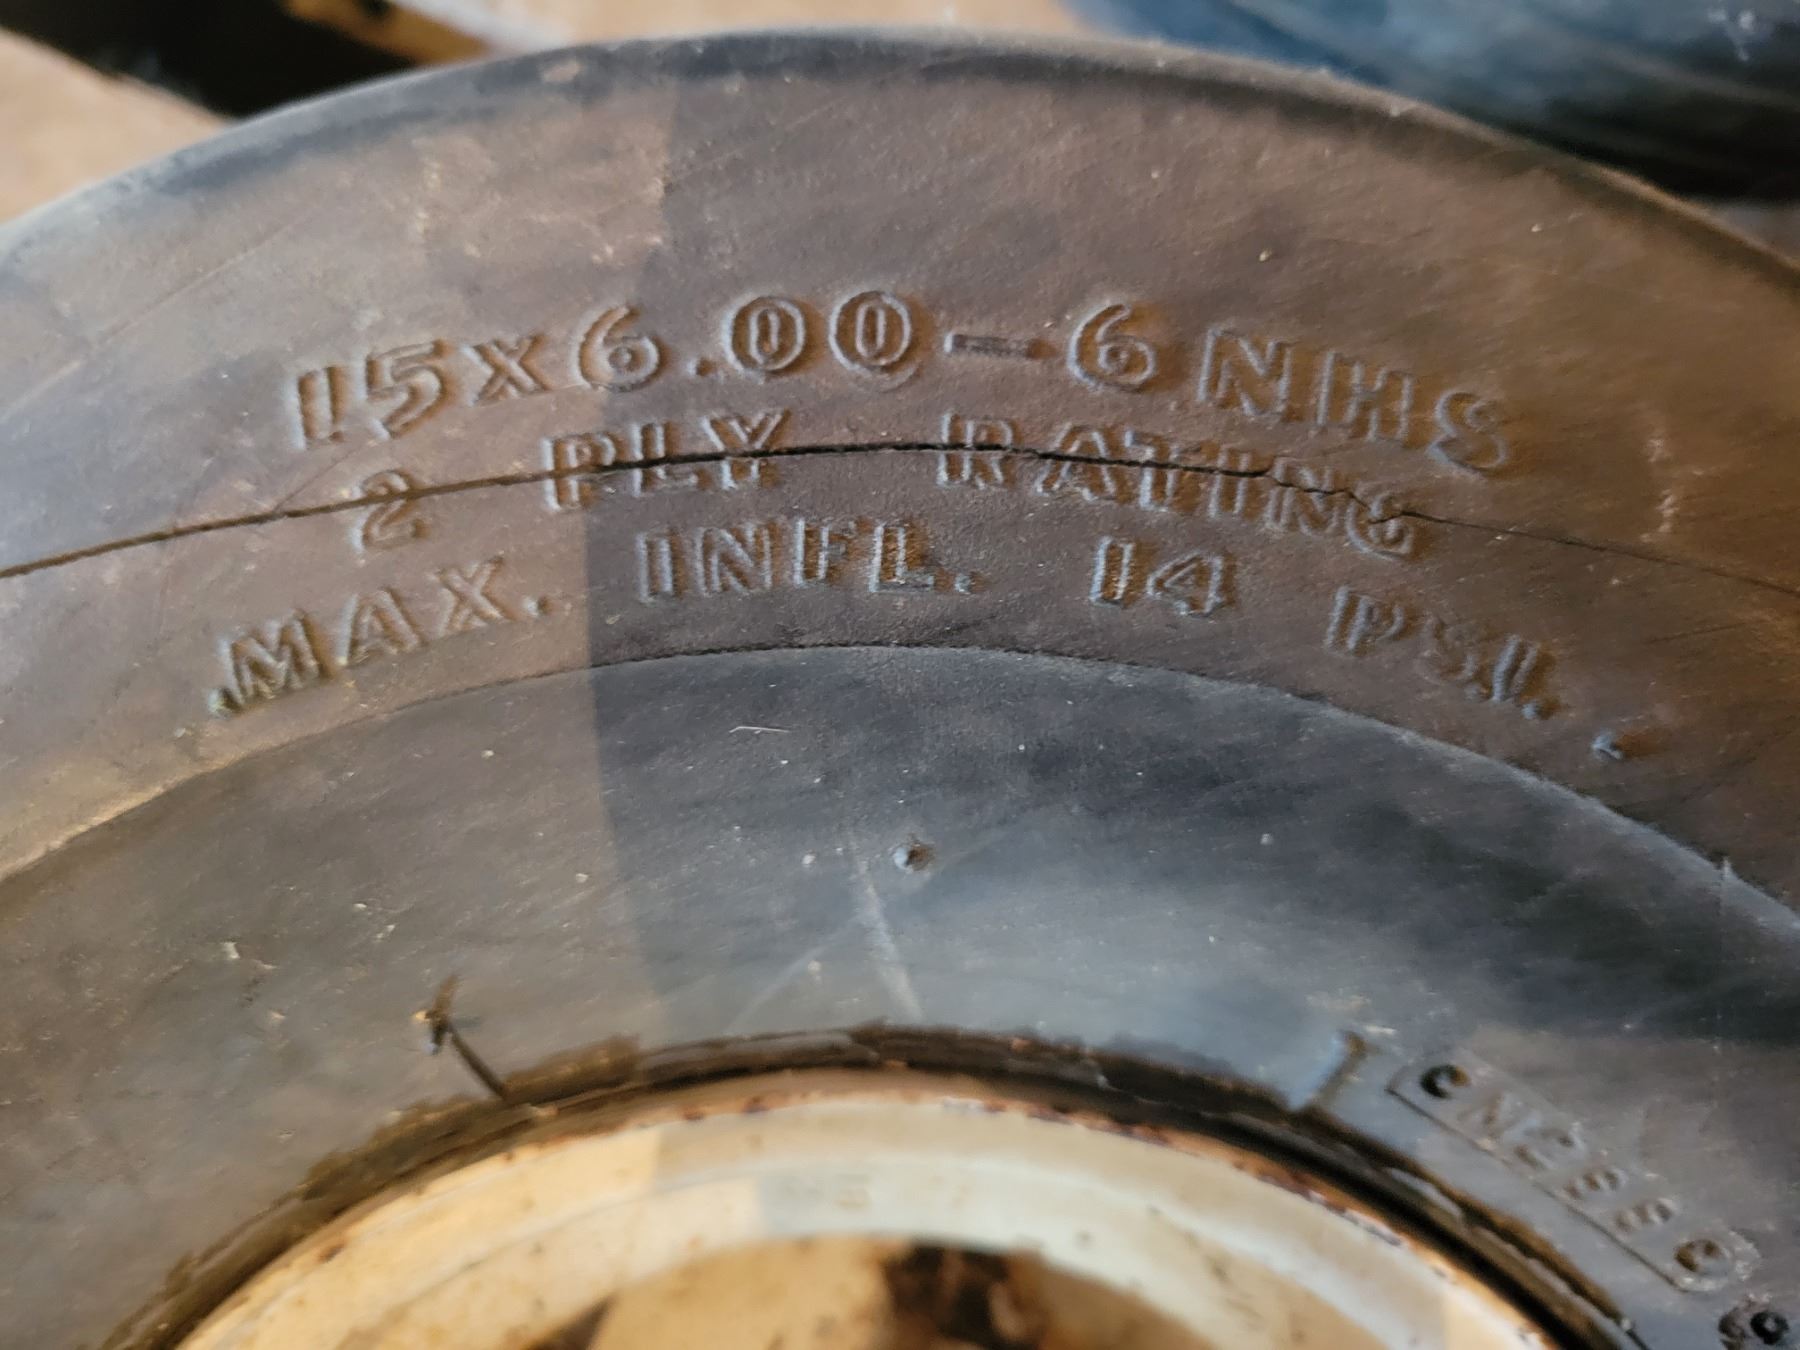 15x6.00-6 NHS
2 PLY RATING
MAX. INFL. 14 PSI.